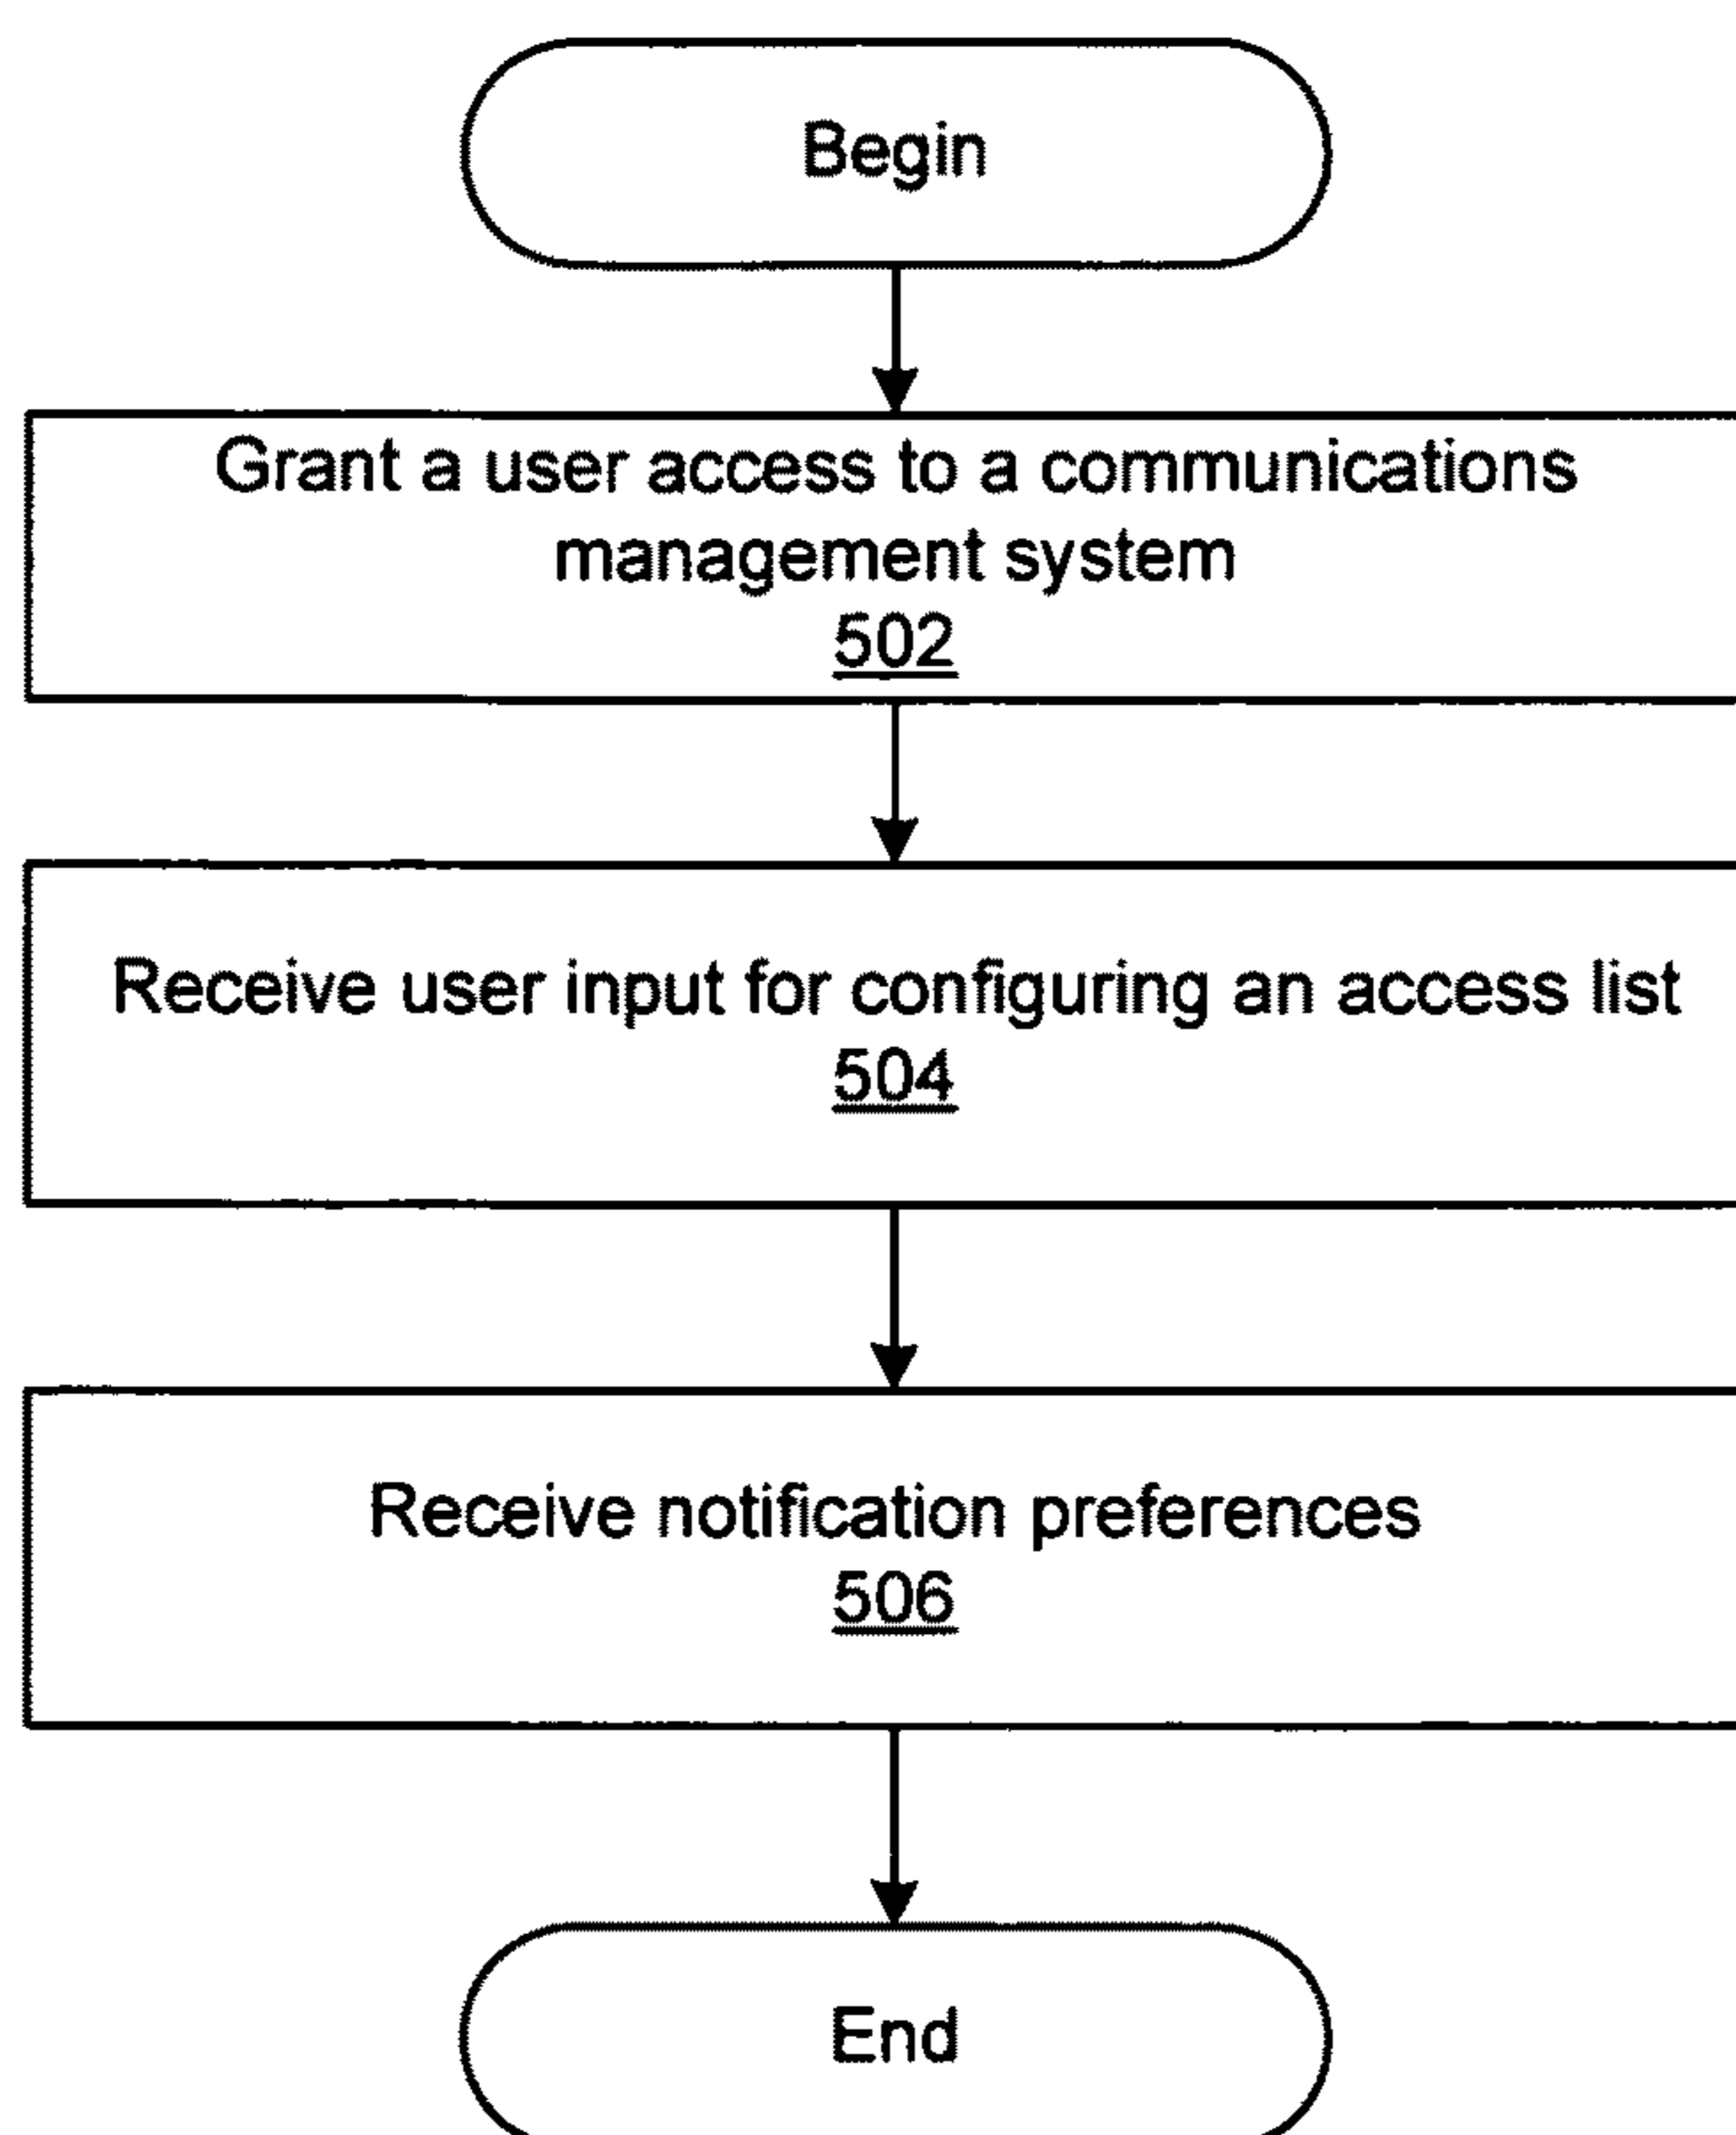 Begin
Grant a user access to a communications
management system
502
Receive user input for configuring an access list
504
Receive notification preferences
506
End